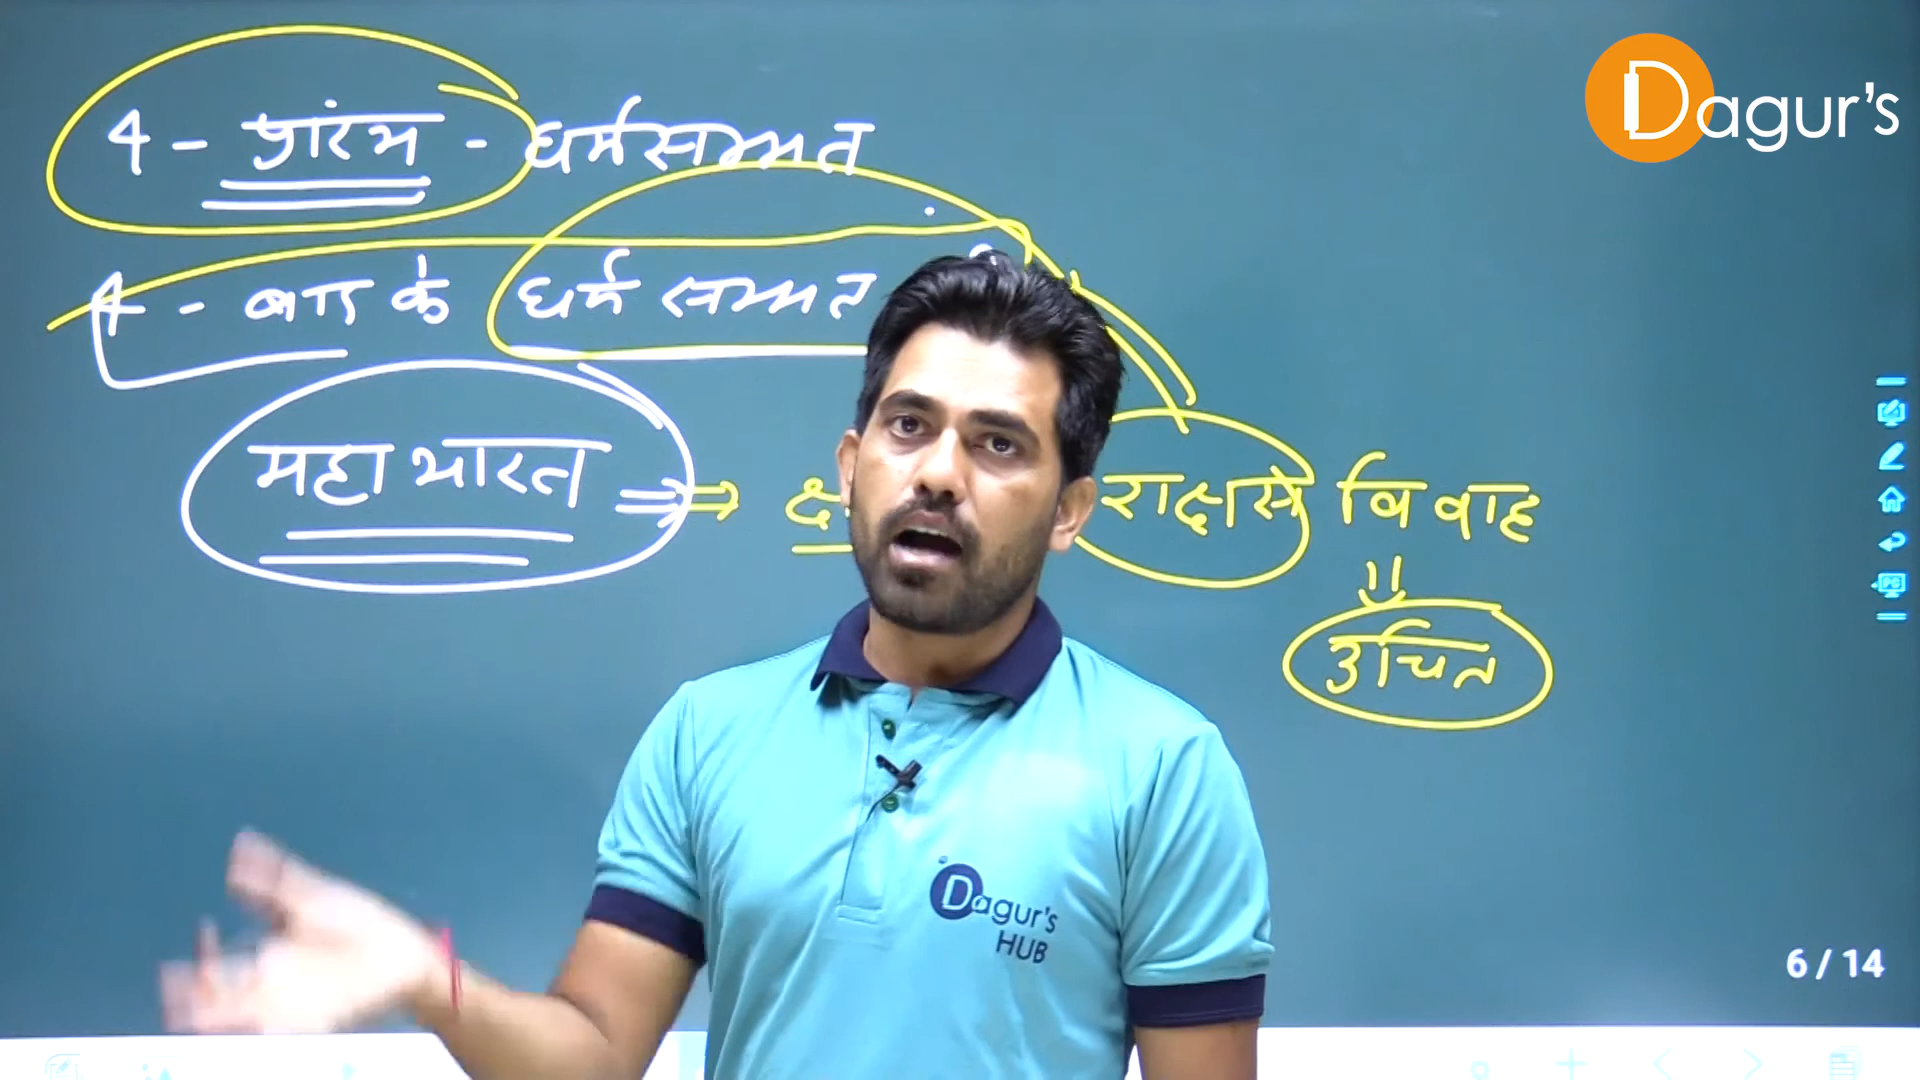 Dagur's
4 - प्रारंभ - धर्मसम्मत
4 - बाद के धर्म सम्मत
महाभारत ⇒ ⇒ क्ष राक्षस विवाह
उचित
Dagur's
HUB
6 / 14